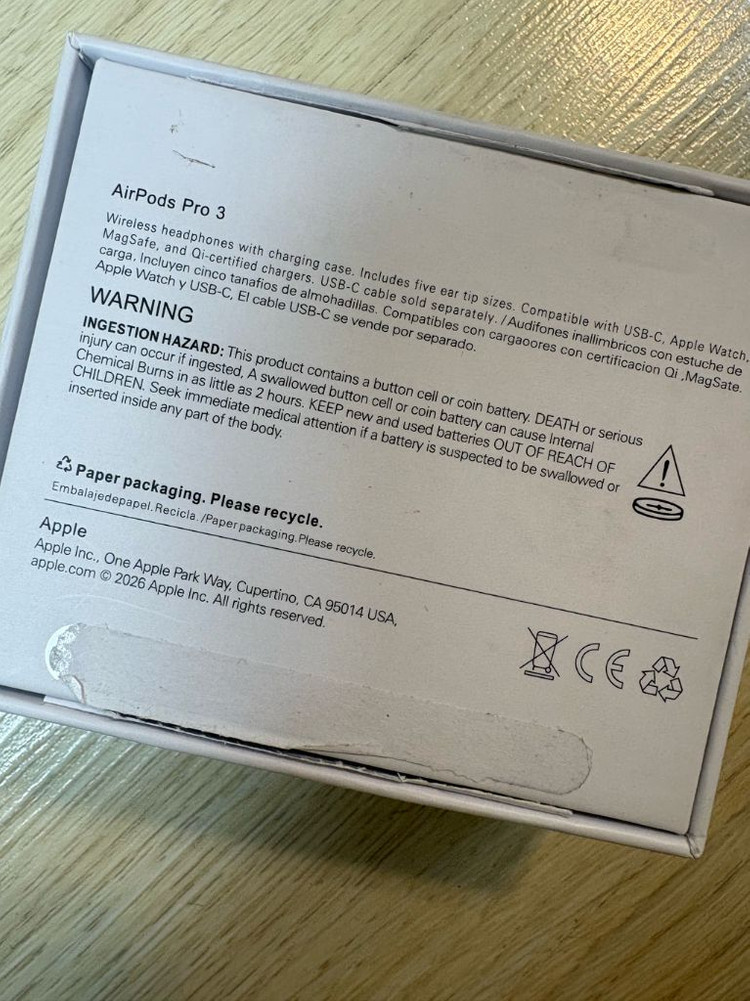 AirPods Pro 3
Wireless headphones with charging case. Includes five ear tip sizes. Compatible with USB-C, Apple Watch,
MagSafe, and Qi-certified chargers. USB-C cable sold separately. / Audifones inallimbricos con estuche de
carga, Incluyen cinco tanafios de almohadillas. Compatibles con cargaoores con certificacion Qi ,MagSate.
Apple Watch y USB-C, El cable USB-C se vende por separado.
WARNING
INGESTION HAZARD: This product contains a button cell or coin battery. DEATH or serious
injury can occur if ingested, A swallowed button cell or coin battery can cause Internal
Chemical Burns in as little as 2 hours. KEEP new and used batteries OUT OF REACH OF
CHILDREN. Seek immediate medical attention if a battery is suspected to be swallowed or
inserted inside any part of the body.
Paper packaging. Please recycle.
Embalajedepapel. Recicla. /Paper packaging. Please recycle.
Apple
Apple Inc., One Apple Park Way, Cupertino, CA 95014 USA,
apple.com © 2026 Apple Inc. All rights reserved.
CE